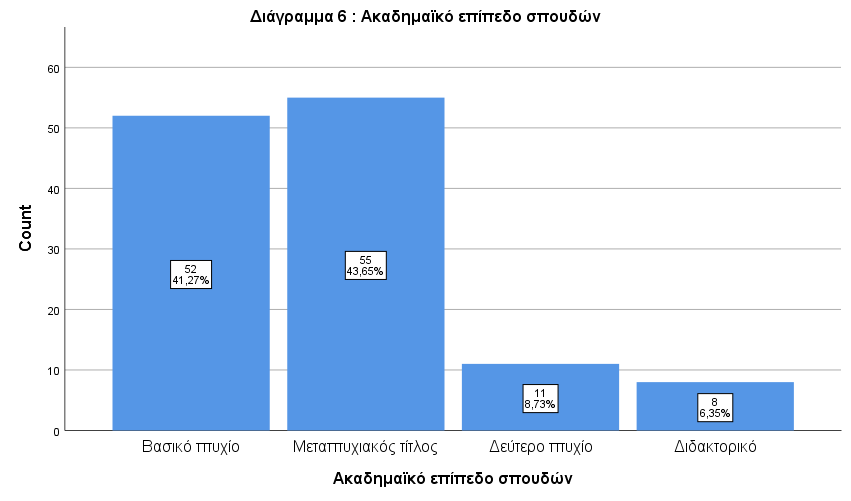 Διάγραμμα 6 : Ακαδημαϊκό επίπεδο σπουδών
60
50
40
30
20
10
0
Count
52
41,27%
55
43,65%
11
8,73%
8
6,35%
Βασικό πτυχίο
Μεταπτυχιακός τίτλος
Δεύτερο πτυχίο
Διδακτορικό
Ακαδημαϊκό επίπεδο σπουδών